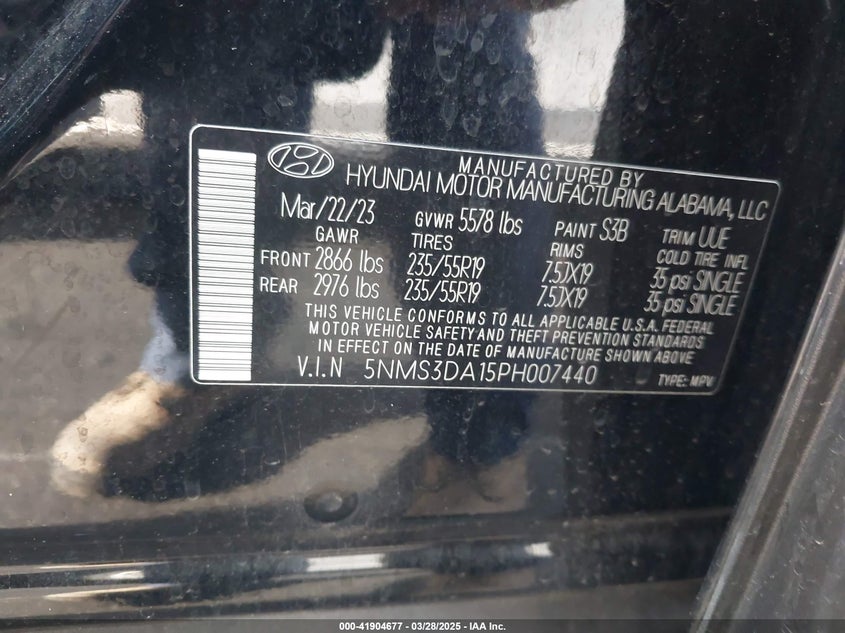 MANUFACTURED BY
HYUNDAI MOTOR MANUFACTURING ALABAMA, LLC
Mar/22/23 GVWR 5578 lbs PAINT S3B TRIM UUE
GAWR TIRES RIMS COLD TIRE INFL
FRONT 2866 lbs 235/55R19 7.5JX19 35 psi SINGLE
REAR 2976 lbs 235/55R19 7.5JX19 35 psi SINGLE
THIS VEHICLE CONFORMS TO ALL APPLICABLE U.S.A. FEDERAL
MOTOR VEHICLE SAFETY AND THEFT PREVENTION STANDARDS
IN EFFECT ON THE DATE OF MANUFACTURE SHOWN ABOVE
V.I.N 5NMS3DA15PH007440 TYPE: MPV
000-41904677 | 03/28/2025 - IAA Inc.